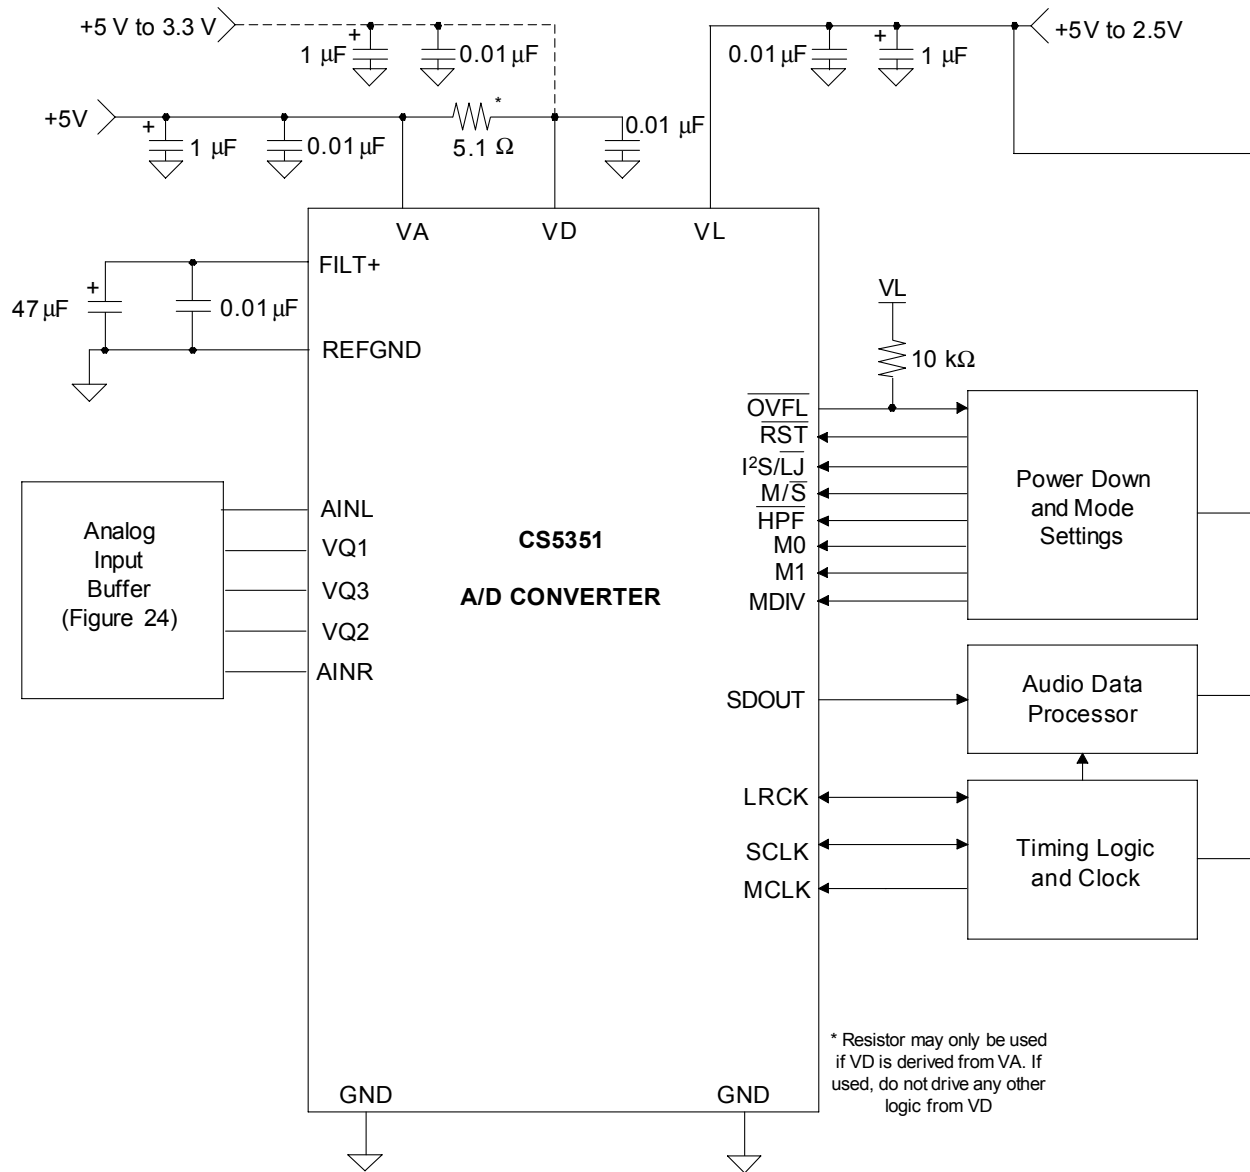 +5 V to 3.3 V
+
1 µF
0.01 µF
0.01 µF
+
1 µF
+5V to 2.5V
+5V
+
1 µF
0.01 µF
*
5.1 Ω
0.01 µF
VA
VD
VL
FILT+
+
47 µF
0.01 µF
REFGND
VL
10 kΩ
OVFL
RST
I²S/LJ
M/S
HPF
M0
M1
MDIV
Power Down
and Mode
Settings
Analog
Input
Buffer
(Figure 24)
AINL
VQ1
VQ3
VQ2
AINR
CS5351
A/D CONVERTER
SDOUT
Audio Data
Processor
LRCK
SCLK
MCLK
Timing Logic
and Clock
* Resistor may only be used
if VD is derived from VA. If
used, do not drive any other
logic from VD
GND
GND